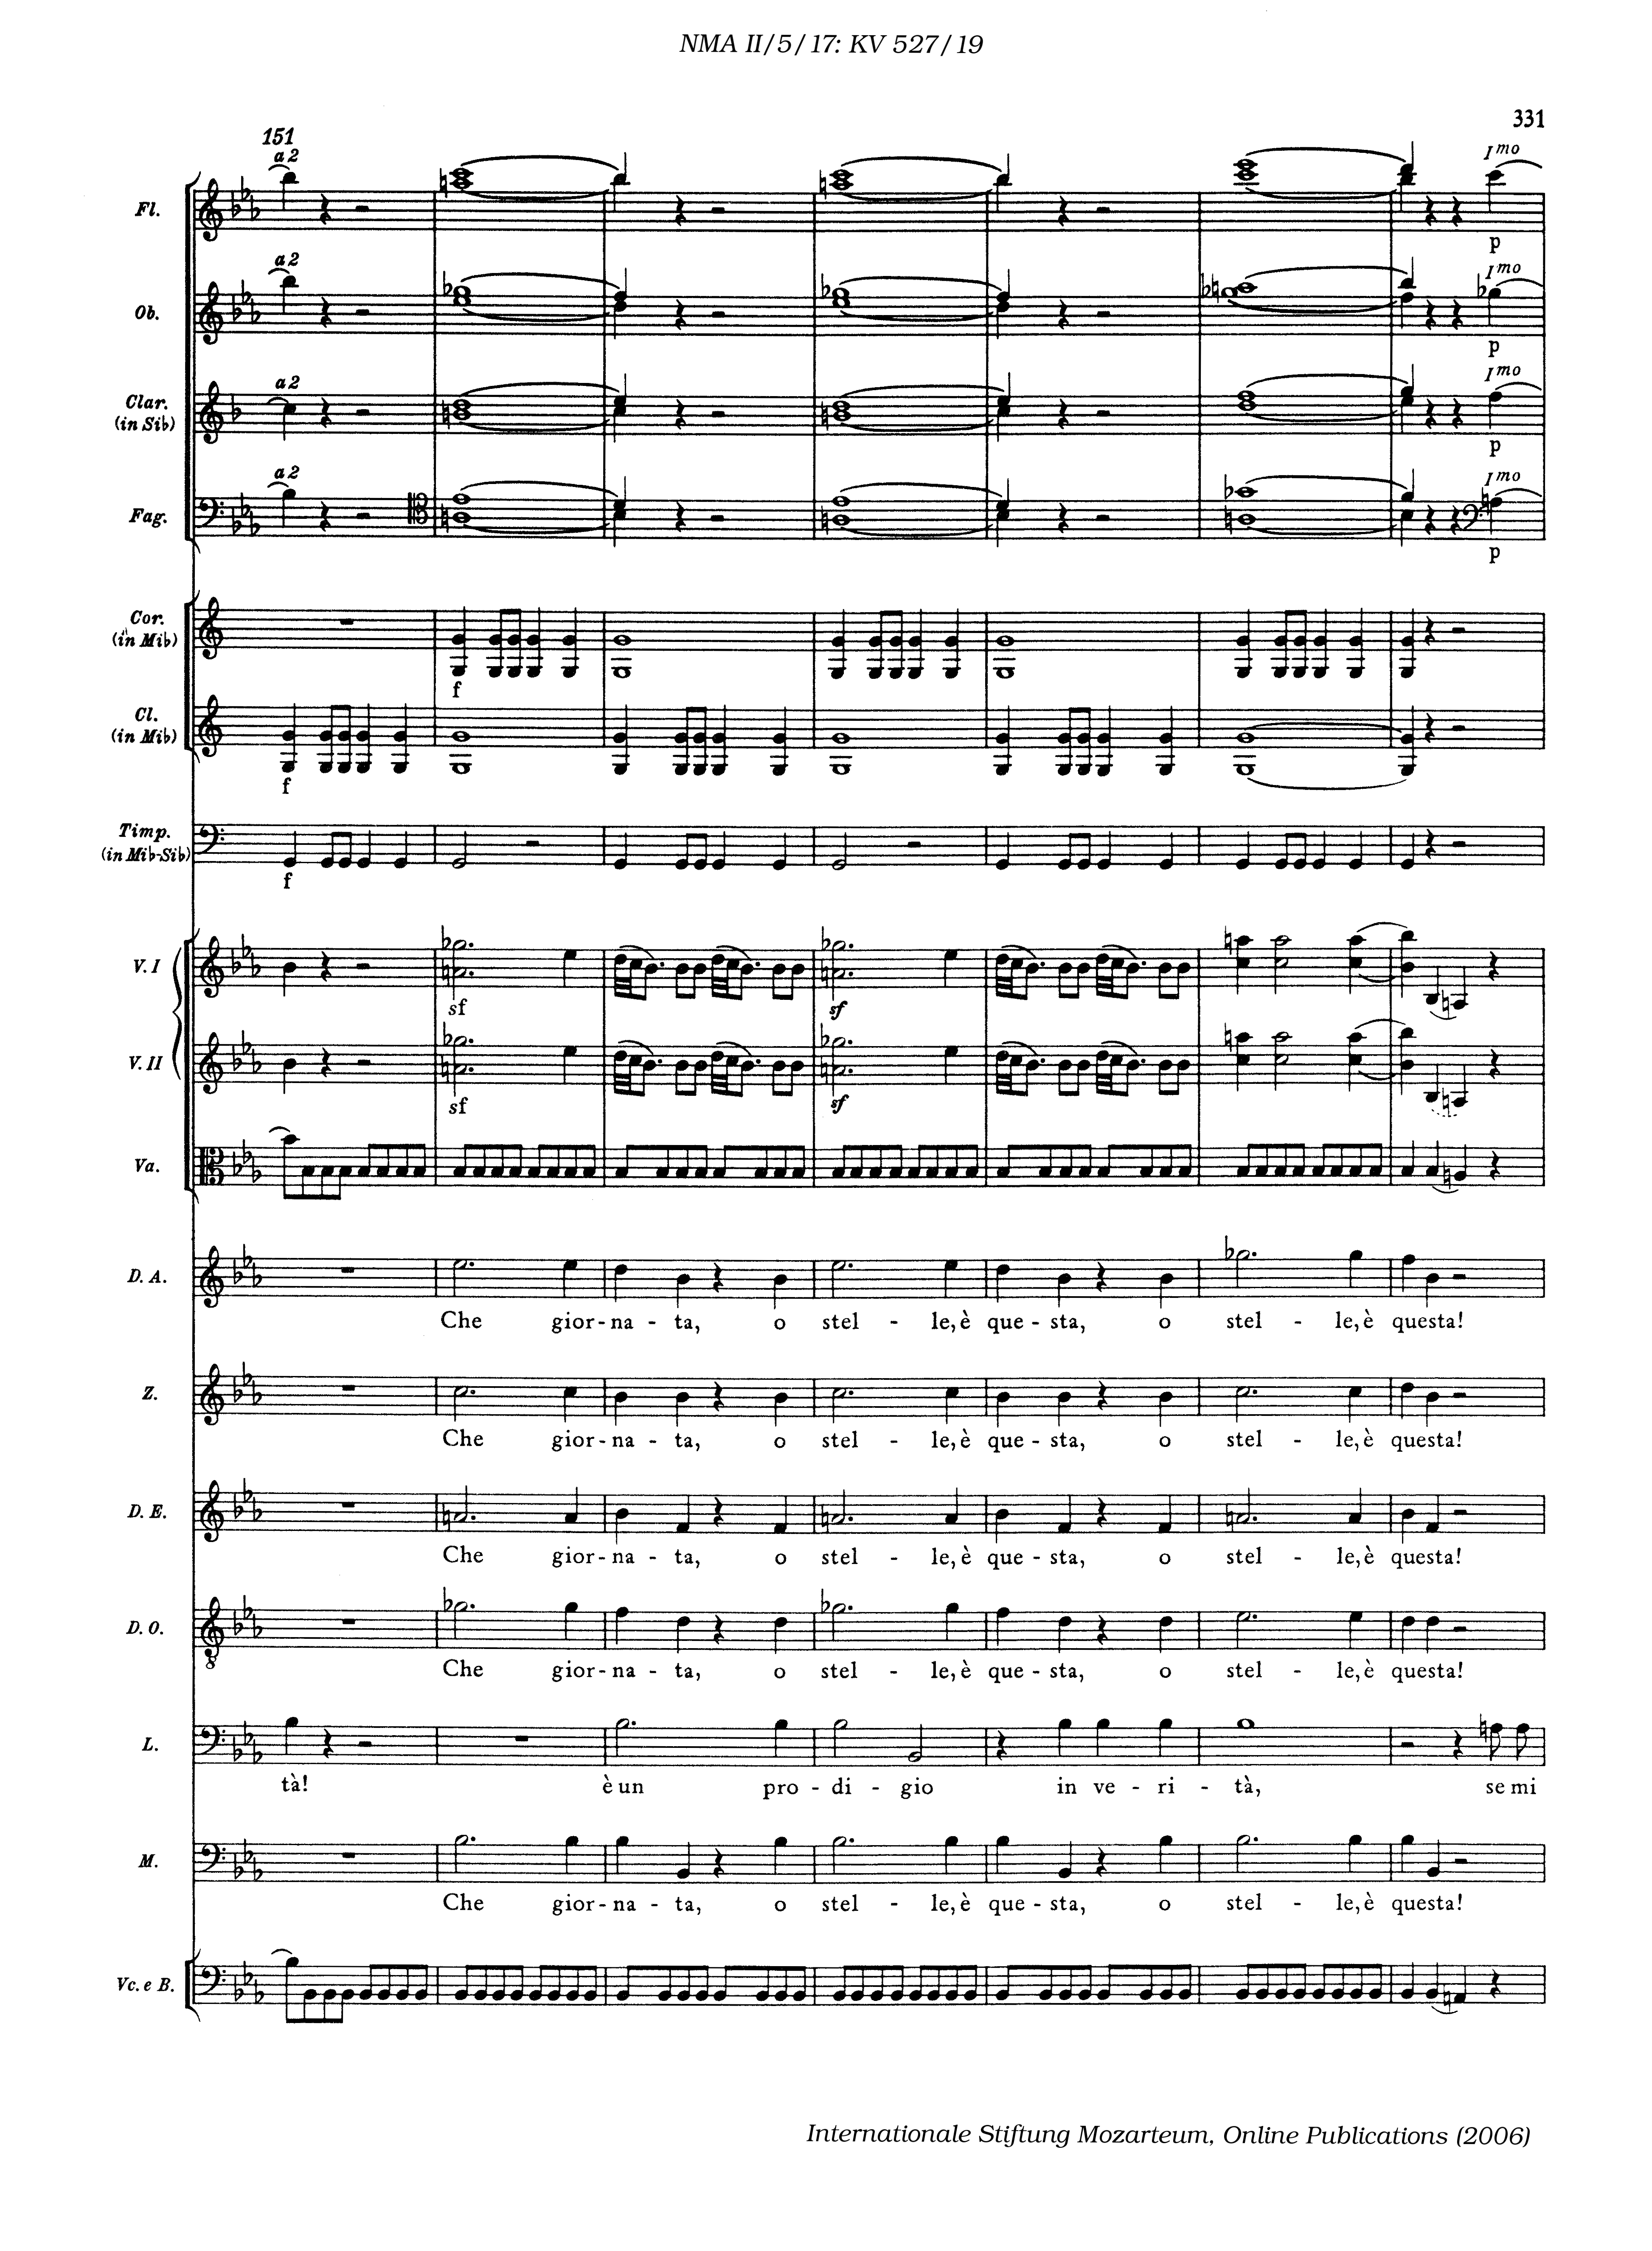 NMA II/5/17: KV 527/19
331
151
a 2
I mo
Fl.
p
a 2
I mo
Ob.
p
a 2
I mo
Clar.
(in Si♭)
p
a 2
I mo
Fag.
p
Cor.
(in Mi♭)
f
Cl.
(in Mi♭)
f
Timp.
(in Mi♭-Si♭)
f
V. I
sf sf
V. II
sf sf
Va.
D. A.
Che gior - na - ta, o stel - le, è que - sta, o stel - le, è questa!
Z.
Che gior - na - ta, o stel - le, è que - sta, o stel - le, è questa!
D. E.
Che gior - na - ta, o stel - le, è que - sta, o stel - le, è questa!
D. O.
Che gior - na - ta, o stel - le, è que - sta, o stel - le, è questa!
L.
tà! è un pro - di - gio in ve - ri - tà, se mi
M.
Che gior - na - ta, o stel - le, è que - sta, o stel - le, è questa!
Vc. e B.
Internationale Stiftung Mozarteum, Online Publications (2006)